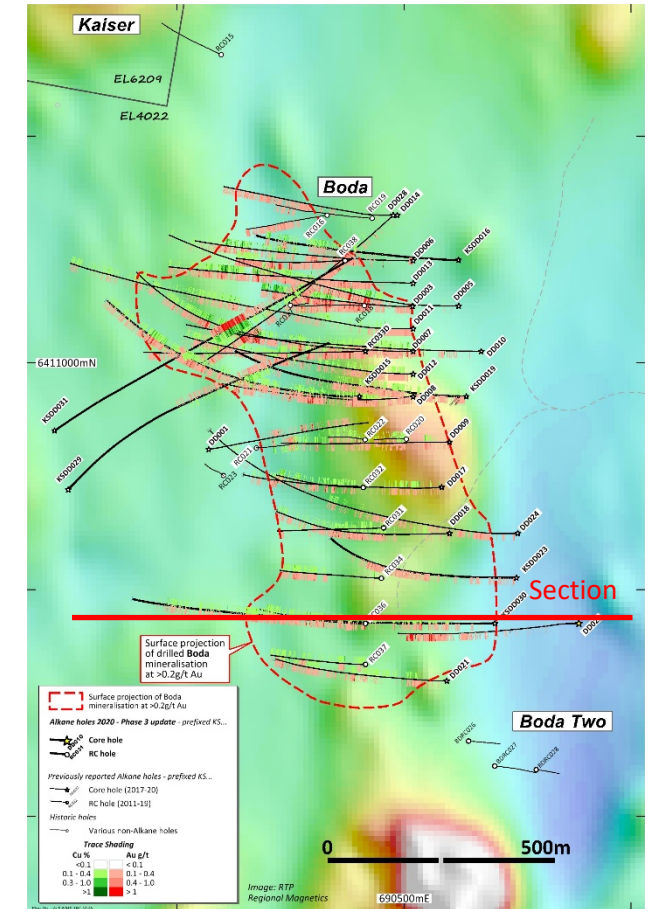 Kaiser
RC015
EL6209
EL4022
Boda
RC019
DD028
DD014
RC016
KSDD016
RC038
DD006
DD013
DD003
DD005
DD011
RC033D
DD007
DD010
6411000mN
DD012
KSDD015
DD008
KSDD019
KSDD031
DD001
RC022
RC020
DD009
RC021
RC023
RC032
DD017
KSDD029
RC031
DD018
DD024
RC034
KSDD023
Section
RC036
KSDD030
Surface projection
of drilled Boda
mineralisation
at >0.2g/t Au
RC037
DD021
Surface projection of Boda
mineralisation at >0.2g/t Au
Boda Two
Alkane holes 2020 - Phase 3 update - prefixed KS...
Core hole
RC hole
BDRC026
BDRC027
BDRC028
Previously reported Alkane holes - prefixed KS...
Core hole (2017-20)
RC hole (2011-19)
Historic holes
Various non-Alkane holes
Trace Shading
Cu % Au g/t
<0.1 < 0.1
0.1 - 0.4 0.1 - 0.4
0.3 - 1.0 0.4 - 1.0
>1 > 1
0 500m
Image: RTP
Regional Magnetics
690500mE